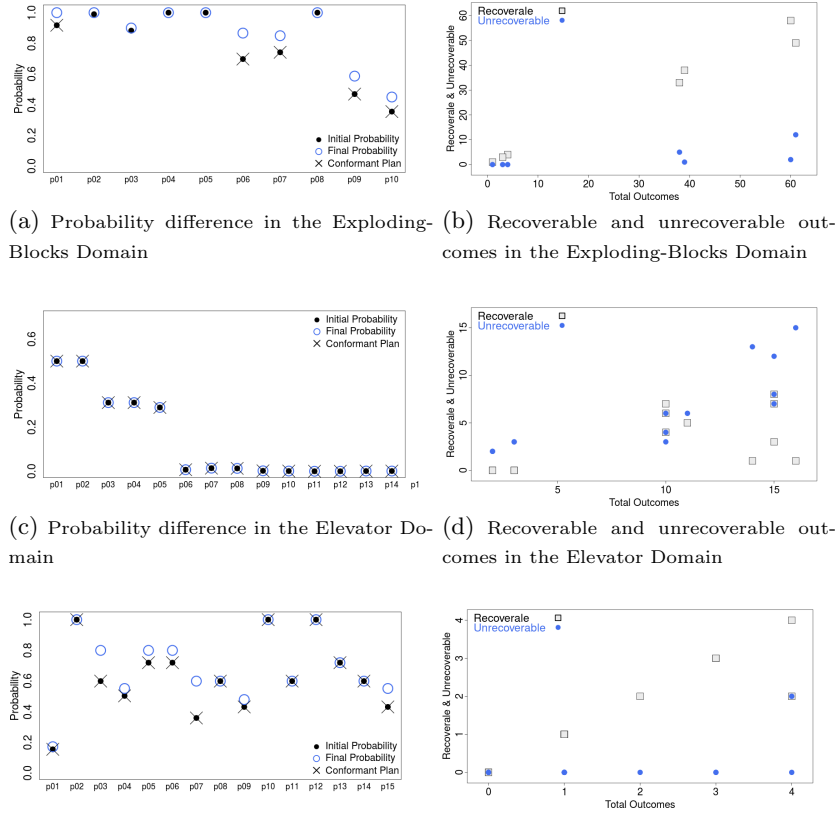 Probability
0.0 0.2 0.4 0.6 0.8 1.0
Initial Probability
Final Probability
Conformant Plan
p01 p02 p03 p04 p05 p06 p07 p08 p09 p10
Recoverale & Unrecoverable
0 10 20 30 40 50 60
Recoverale
Unrecoverable
0 10 20 30 40 50 60
Total Outcomes
(a) Probability difference in the Exploding-
Blocks Domain
(b) Recoverable and unrecoverable out-
comes in the Exploding-Blocks Domain
Probability
0.0 0.2 0.4 0.6
Initial Probability
Final Probability
Conformant Plan
p01 p02 p03 p04 p05 p06 p07 p08 p09 p10 p11 p12 p13 p14 p1
Recoverale & Unrecoverable
0 5 10 15
Recoverale
Unrecoverable
5 10 15
Total Outcomes
(c) Probability difference in the Elevator Do-
main
(d) Recoverable and unrecoverable out-
comes in the Elevator Domain
Probability
0.0 0.2 0.4 0.6 0.8 1.0
Initial Probability
Final Probability
Conformant Plan
p01 p02 p03 p04 p05 p06 p07 p08 p09 p10 p11 p12 p13 p14 p15
Recoverale & Unrecoverable
0 1 2 3 4
Recoverale
Unrecoverable
0 1 2 3 4
Total Outcomes